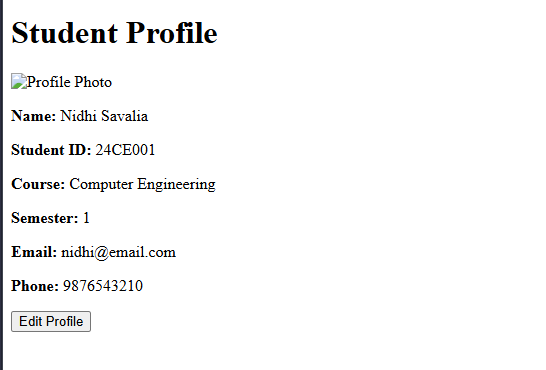 Student Profile
Profile Photo
Name: Nidhi Savalia
Student ID: 24CE001
Course: Computer Engineering
Semester: 1
Email: nidhi@email.com
Phone: 9876543210
Edit Profile